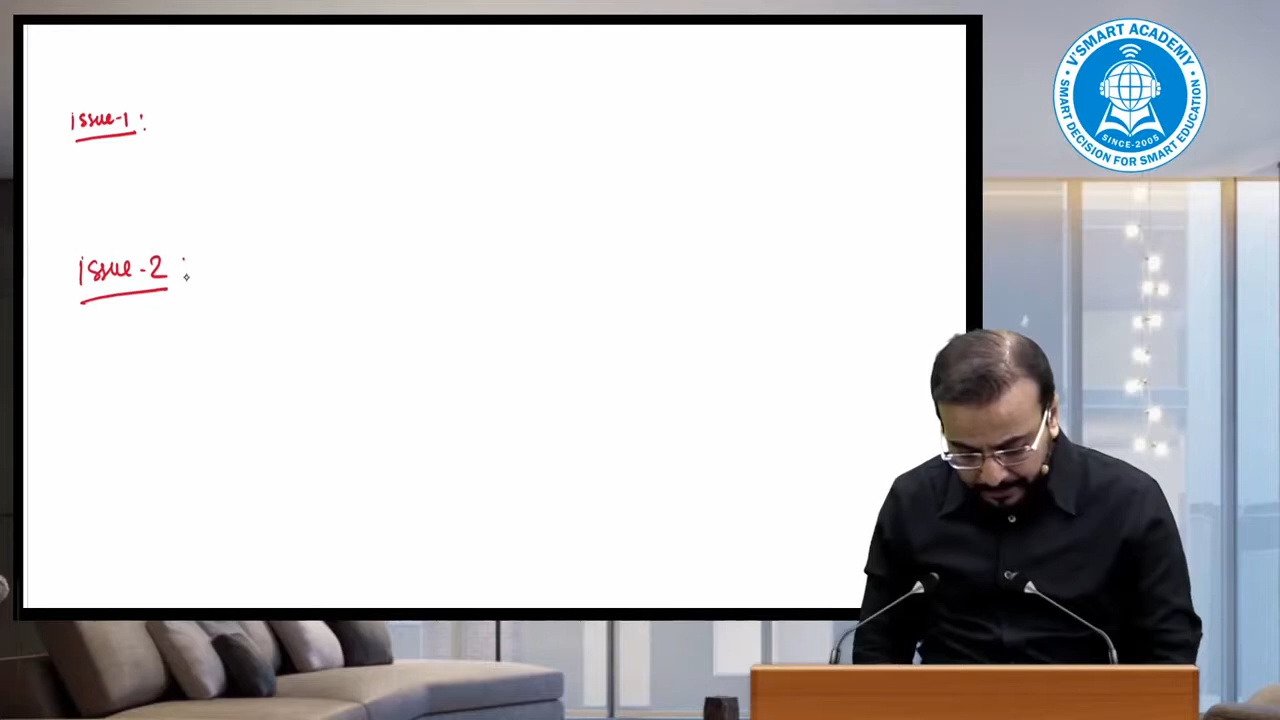 issue-1:
issue-2:
V'SMART ACADEMY
SMART DECISION FOR SMART EDUCATION
SINCE-2005